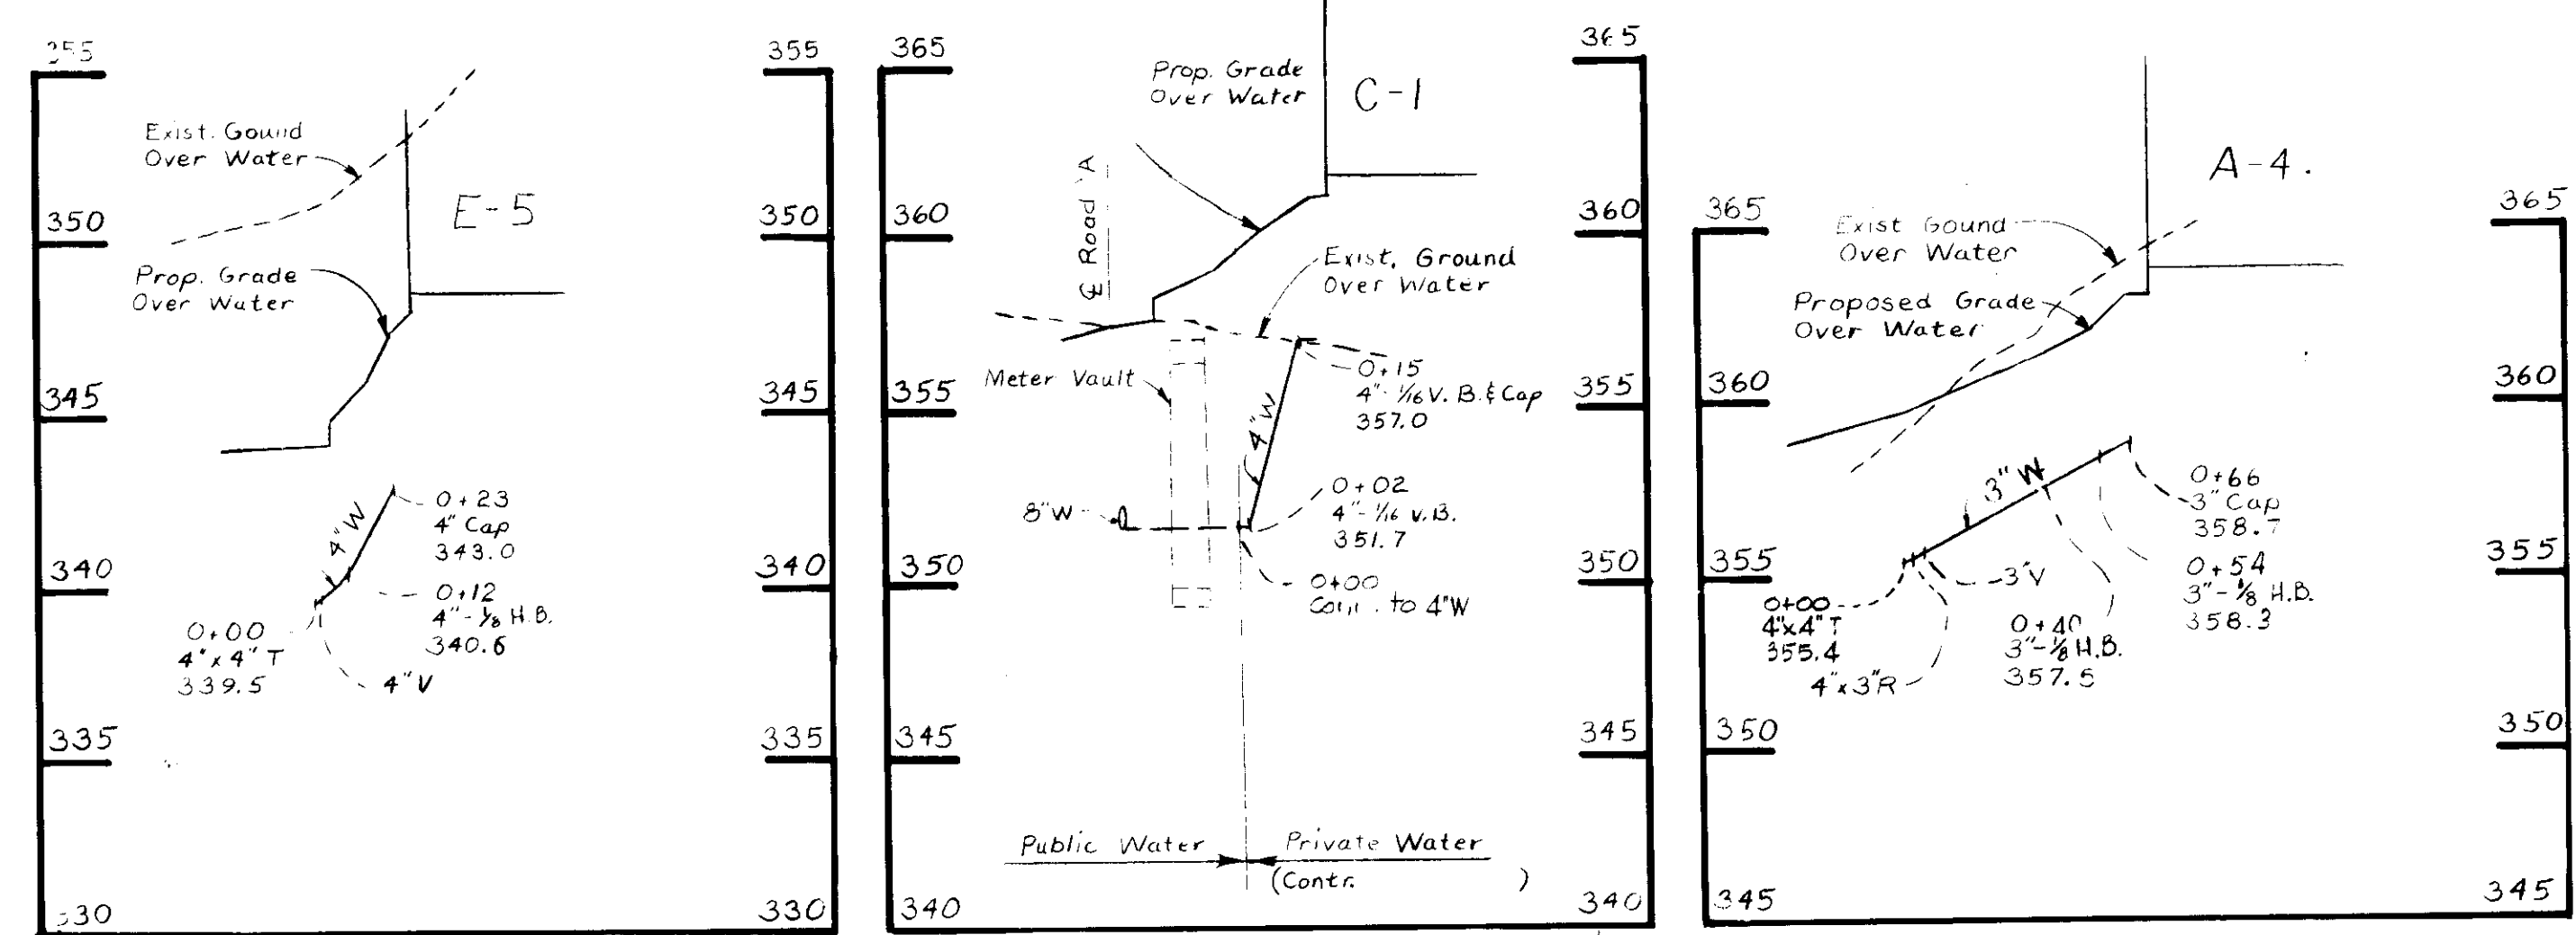 355
355
Exist. Gound
Over Water
E-5
350
350
Prop. Grade
Over Water
345
345
4"W
0+23
4" Cap
343.0
340
340
0+12
4"-1/8 H.B.
340.6
0+00
4"x4" T
339.5
4"V
335
335
330
330
365
365
Prop. Grade
Over Water
C-1
℄ Road 'A
360
360
Exist. Ground
Over Water
Meter Vault
0+15
4"-1/16 V.B.& Cap
357.0
355
355
4"W
0+02
4"-1/16 V.B.
351.7
8"W
350
350
0+00
to 4"W
345
345
Public Water
Private Water
(Contr. )
340
340
A-4.
365
365
Exist Gound
Over Water
Proposed Grade
Over Water
360
360
3"W
0+66
3" Cap
358.7
355
355
3"V
0+54
3"-1/8 H.B.
358.3
0+00
4"x4" T
355.4
4"x3"R
0+40
3"-1/8 H.B.
357.5
350
350
345
345